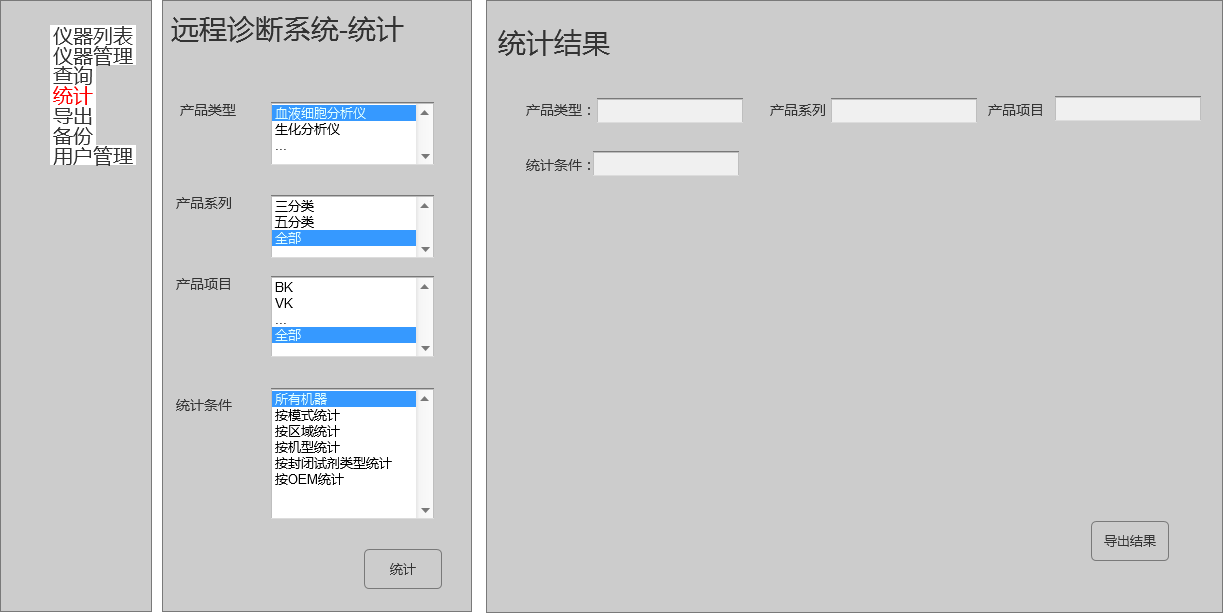 仪器列表
仪器管理
查询
统计
导出
备份
用户管理
远程诊断系统-统计
产品类型
血液细胞分析仪
生化分析仪
...
产品系列
三分类
五分类
全部
产品项目
BK
VK
...
全部
统计条件
所有机器
按模式统计
按区域统计
按机型统计
按封闭试剂类型统计
按OEM统计
统计
统计结果
产品类型：
产品系列
产品项目
统计条件：
导出结果